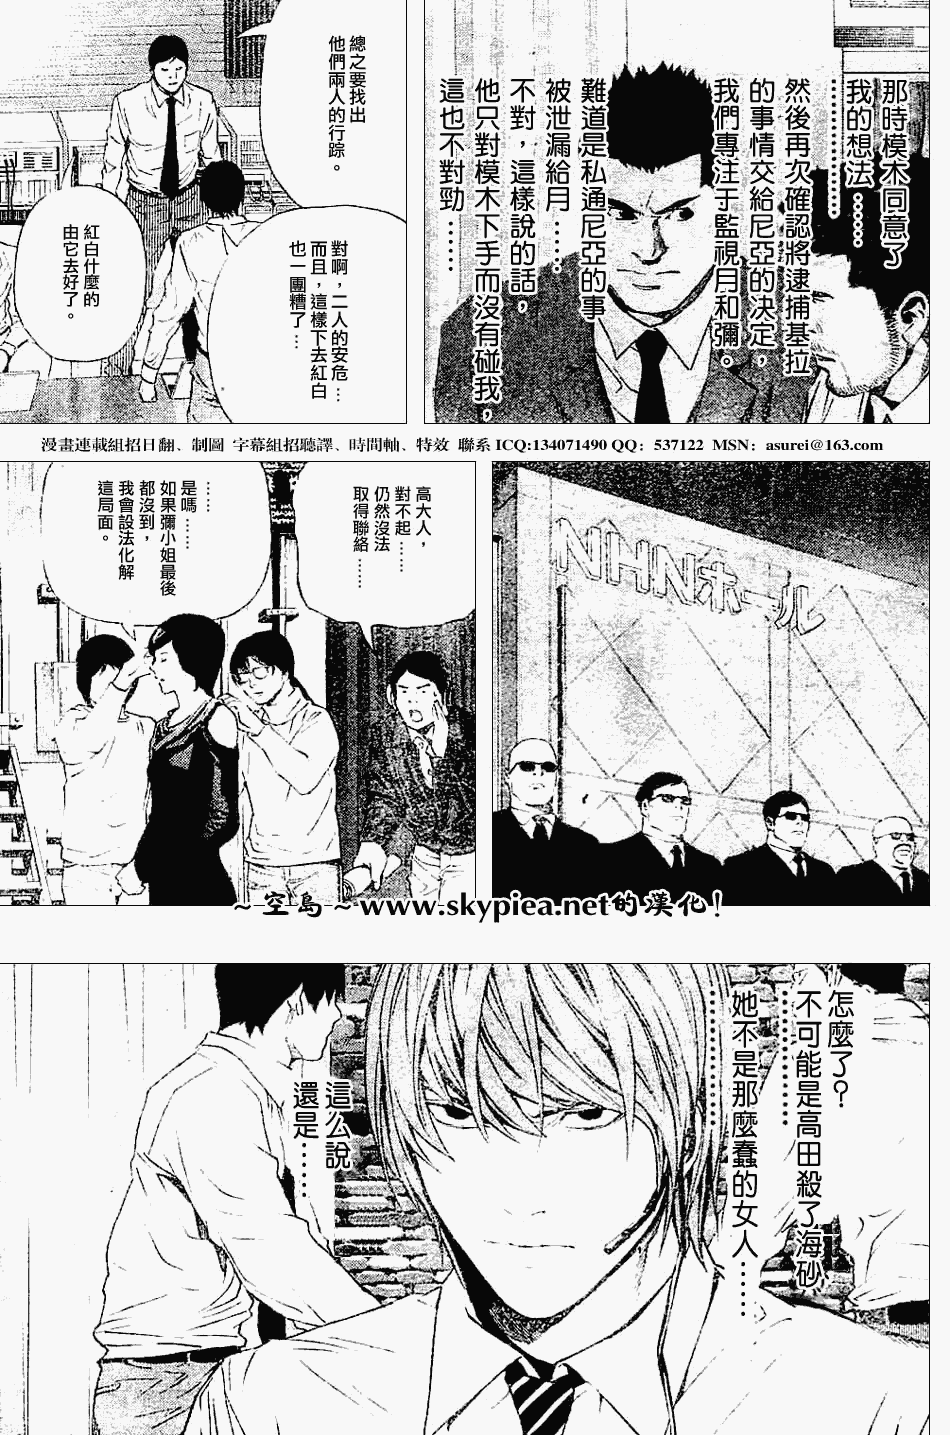 那時模木同意了
我的想法……
…………
然後再次確認將逮捕基拉
的事情交給尼亞的決定，
我們專注于監視月和彌。
難道是私通尼亞的事
被泄漏給月……
不對，這樣說的話，
他只對模木下手而沒有碰我，
這也不對勁……
總之要找出
他們兩人的行踪。
對啊，二人的安危…
而且，這樣下去紅白
也一團糟了…
紅白什麼的
由它去好了。
漫畫連載組招日翻、制圖 字幕組招聽譯、時間軸、特效 聯系 ICQ:134071490 QQ：537122 MSN：asurei@163.com
NHNホール
高大人，
對不起……
仍然沒法
取得聯絡……
……
是嗎……
如果彌小姐最後
都沒到，
我會設法化解
這局面。
～空島～www.skypiea.net的漢化！
怎麼了？
不可能是高田殺了海砂
…………
她不是那麼蠢的女人……
…………
這么說
還是……